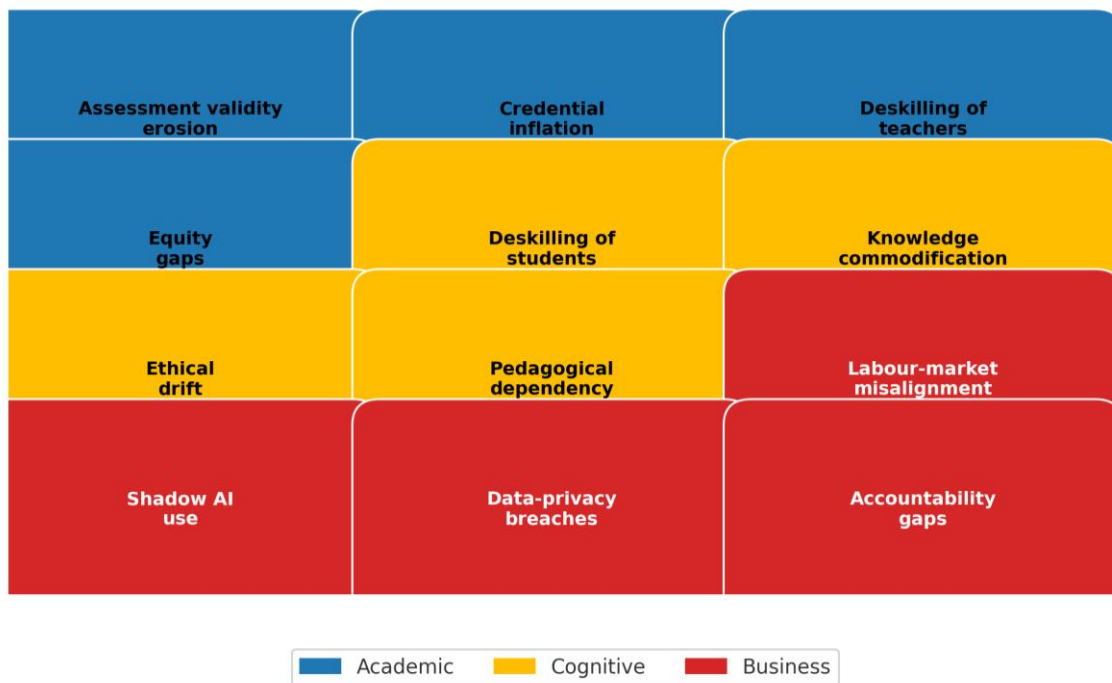 Assessment validity
erosion
Credential
inflation
Deskilling of
teachers
Equity
gaps
Deskilling of
students
Knowledge
commodification
Ethical
drift
Pedagogical
dependency
Labour-market
misalignment
Shadow AI
use
Data-privacy
breaches
Accountability
gaps
Academic
Cognitive
Business